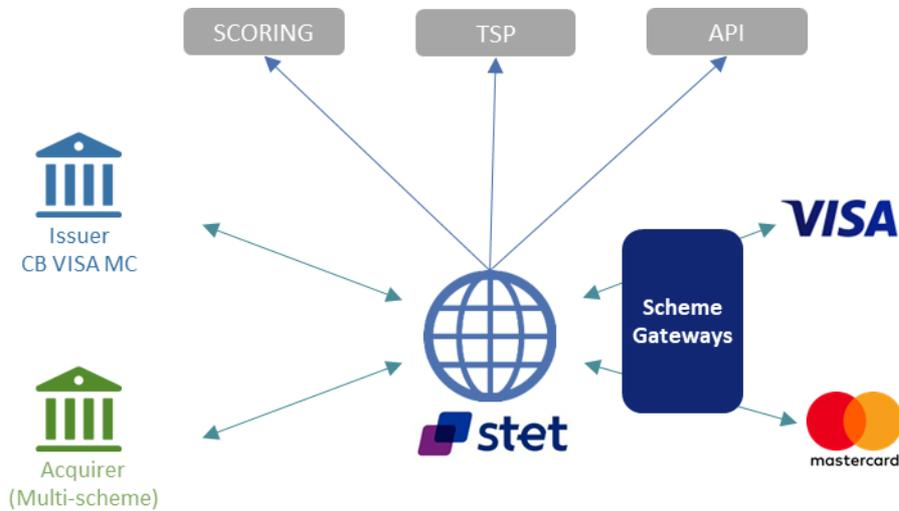 SCORING
TSP
API
Issuer
CB VISA MC
VISA
Scheme
Gateways
stet
mastercard
Acquirer
(Multi-scheme)